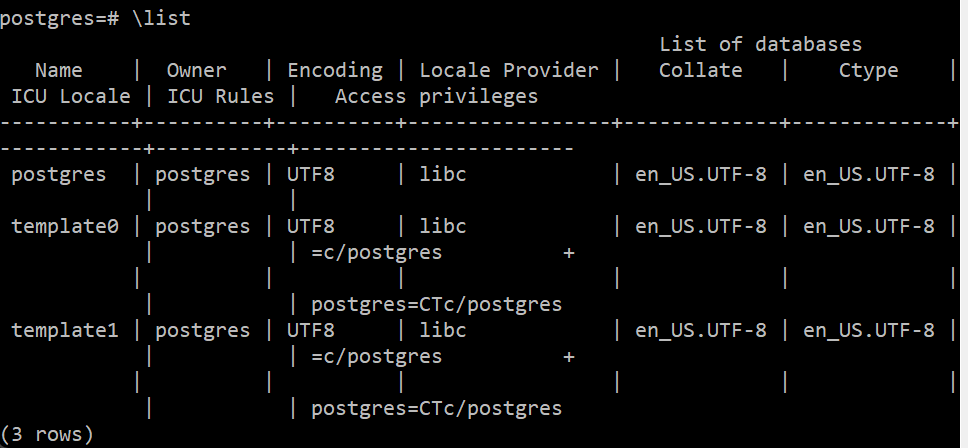 postgres=# \list
                                                       List of databases
   Name    |  Owner   | Encoding | Locale Provider |   Collate   |    Ctype    |
 ICU Locale | ICU Rules |   Access privileges
-----------+----------+----------+-----------------+-------------+-------------+
------------+-----------+-----------------------
 postgres  | postgres | UTF8     | libc            | en_US.UTF-8 | en_US.UTF-8 |
            |           |
 template0 | postgres | UTF8     | libc            | en_US.UTF-8 | en_US.UTF-8 |
            |           | =c/postgres          +
           |          |          |                 |             |             |
            |           | postgres=CTc/postgres
 template1 | postgres | UTF8     | libc            | en_US.UTF-8 | en_US.UTF-8 |
            |           | =c/postgres          +
           |          |          |                 |             |             |
            |           | postgres=CTc/postgres
(3 rows)